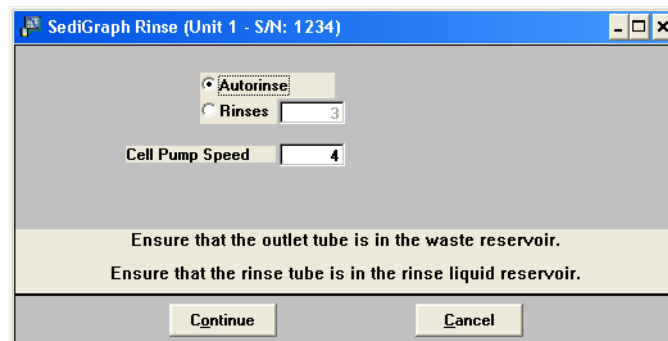 SediGraph Rinse (Unit 1 - S/N: 1234)
Autorinse
Rinses 3
Cell Pump Speed 4
Ensure that the outlet tube is in the waste reservoir.
Ensure that the rinse tube is in the rinse liquid reservoir.
Continue Cancel